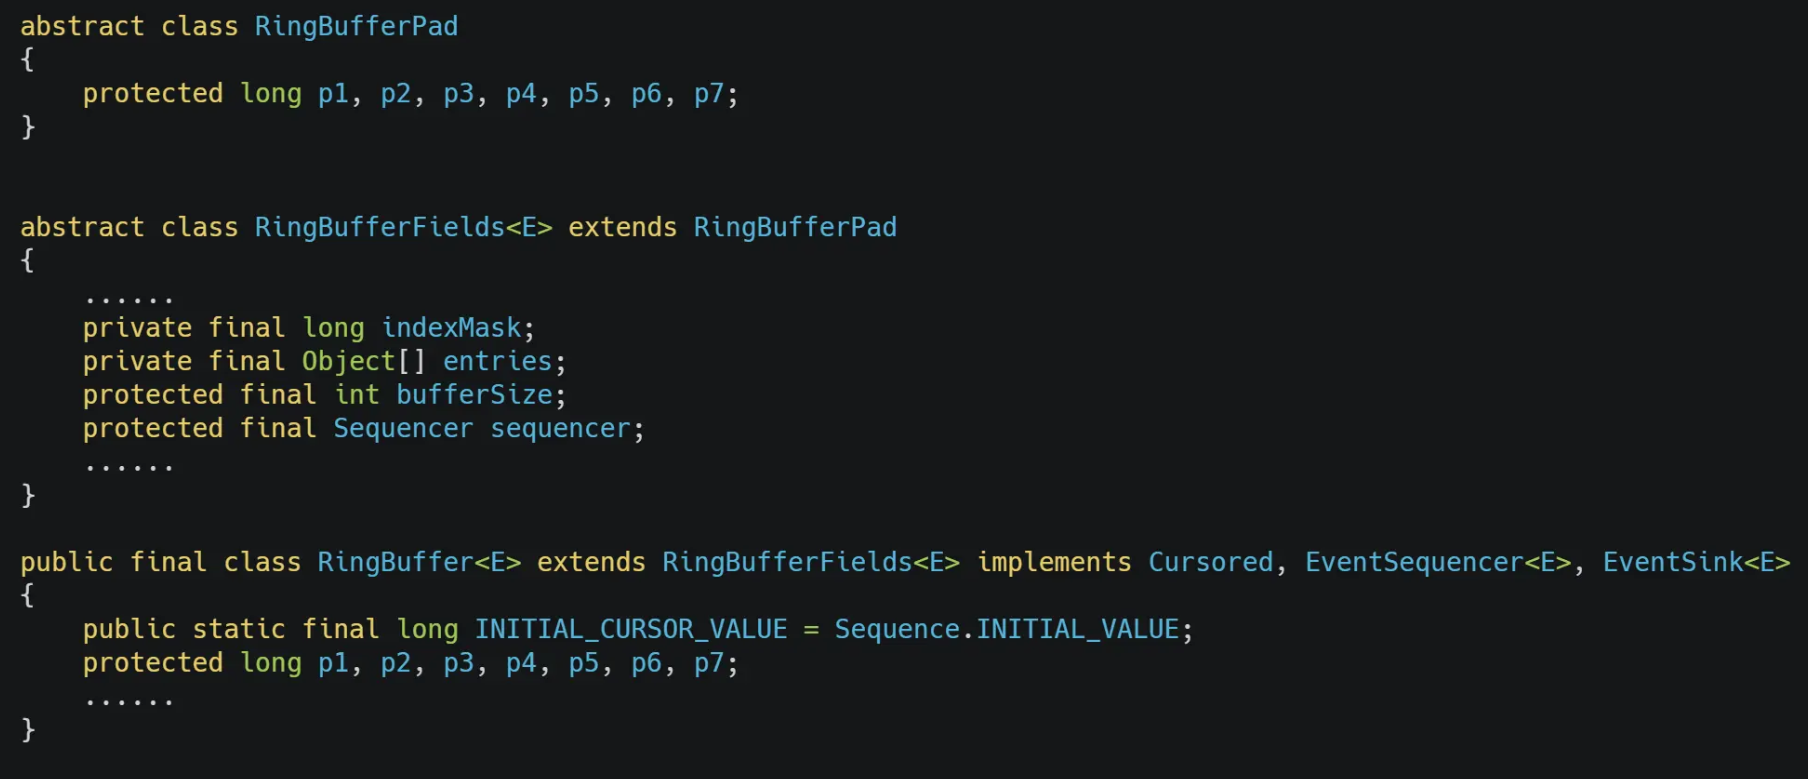 abstract class RingBufferPad
{
    protected long p1, p2, p3, p4, p5, p6, p7;
}
abstract class RingBufferFields<E> extends RingBufferPad
{
    ......
    private final long indexMask;
    private final Object[] entries;
    protected final int bufferSize;
    protected final Sequencer sequencer;
    ......
}
public final class RingBuffer<E> extends RingBufferFields<E> implements Cursored, EventSequencer<E>, EventSink<E>
{
    public static final long INITIAL_CURSOR_VALUE = Sequence.INITIAL_VALUE;
    protected long p1, p2, p3, p4, p5, p6, p7;
    ......
}